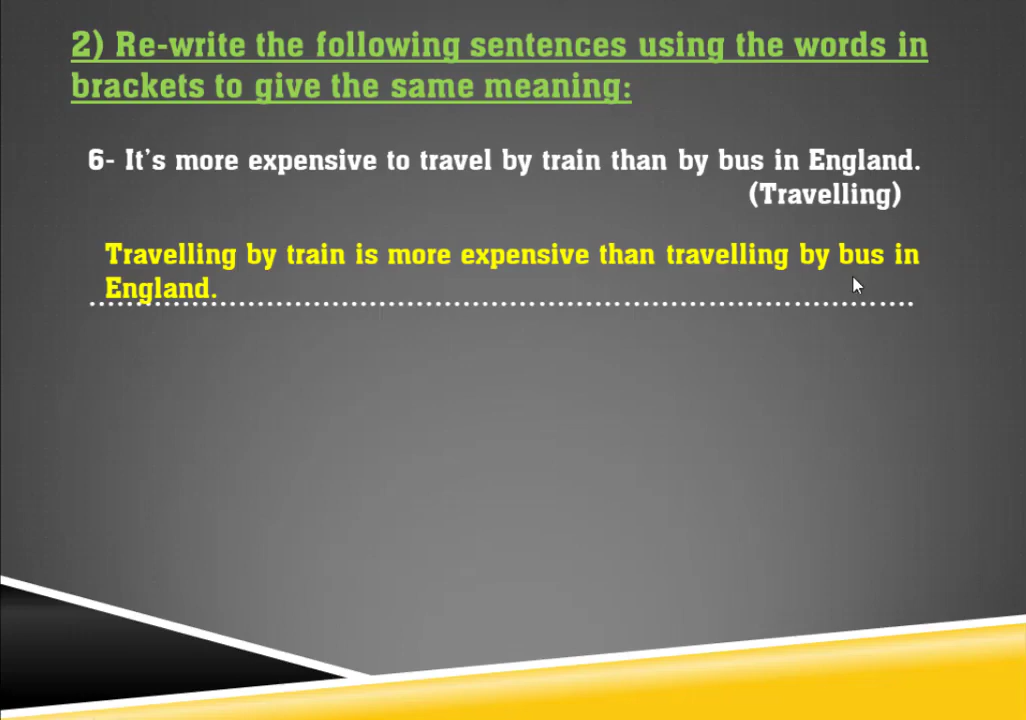 2) Re-write the following sentences using the words in
brackets to give the same meaning:
6- It’s more expensive to travel by train than by bus in England.
(Travelling)
Travelling by train is more expensive than travelling by bus in
England.